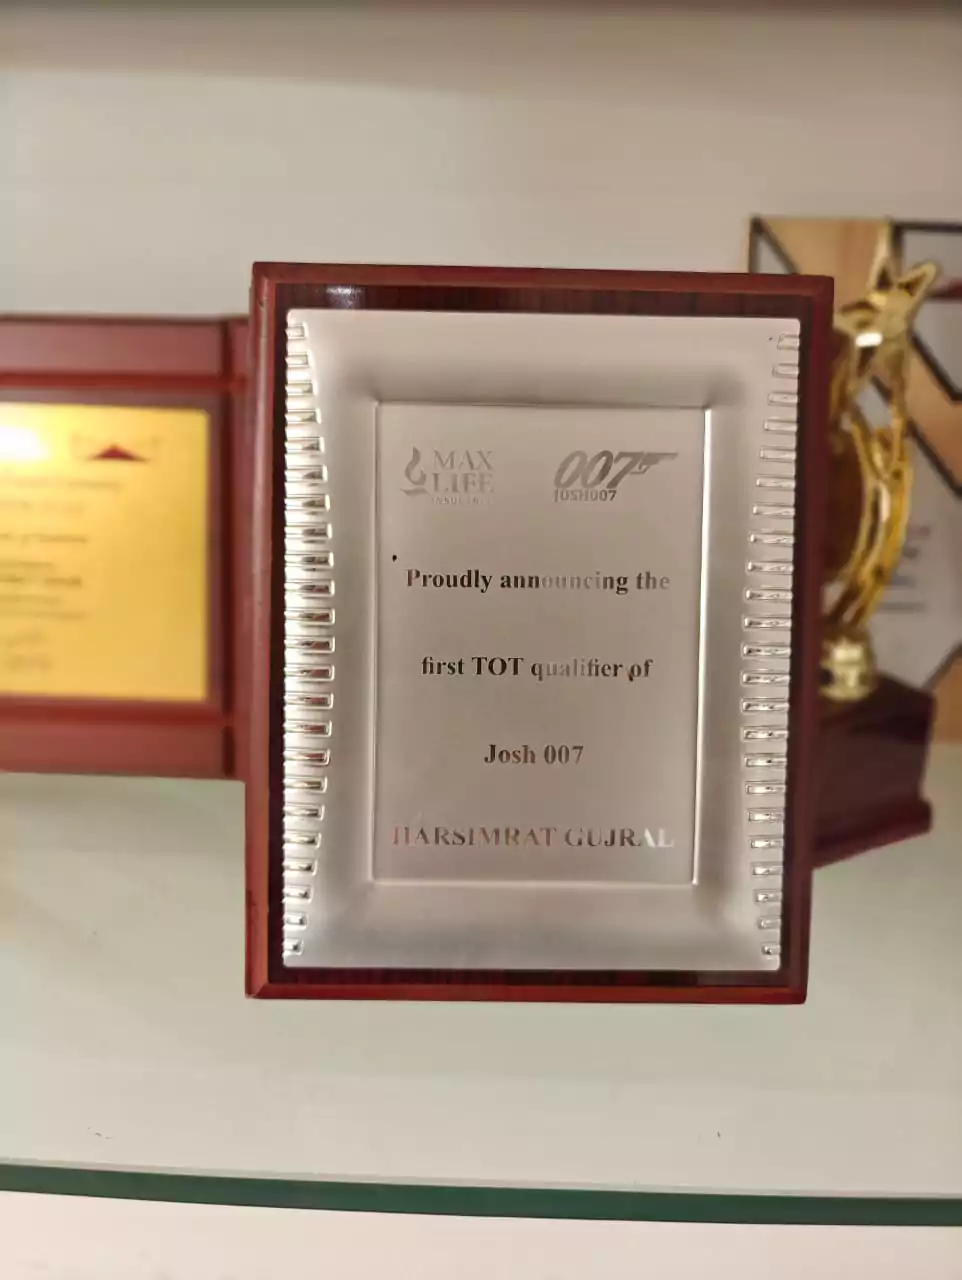 MAX
LIFE
INSURANCE
007
JOSH007
Proudly announcing the
first TOT qualifier of
Josh 007
HARSIMRAT GUJRAL